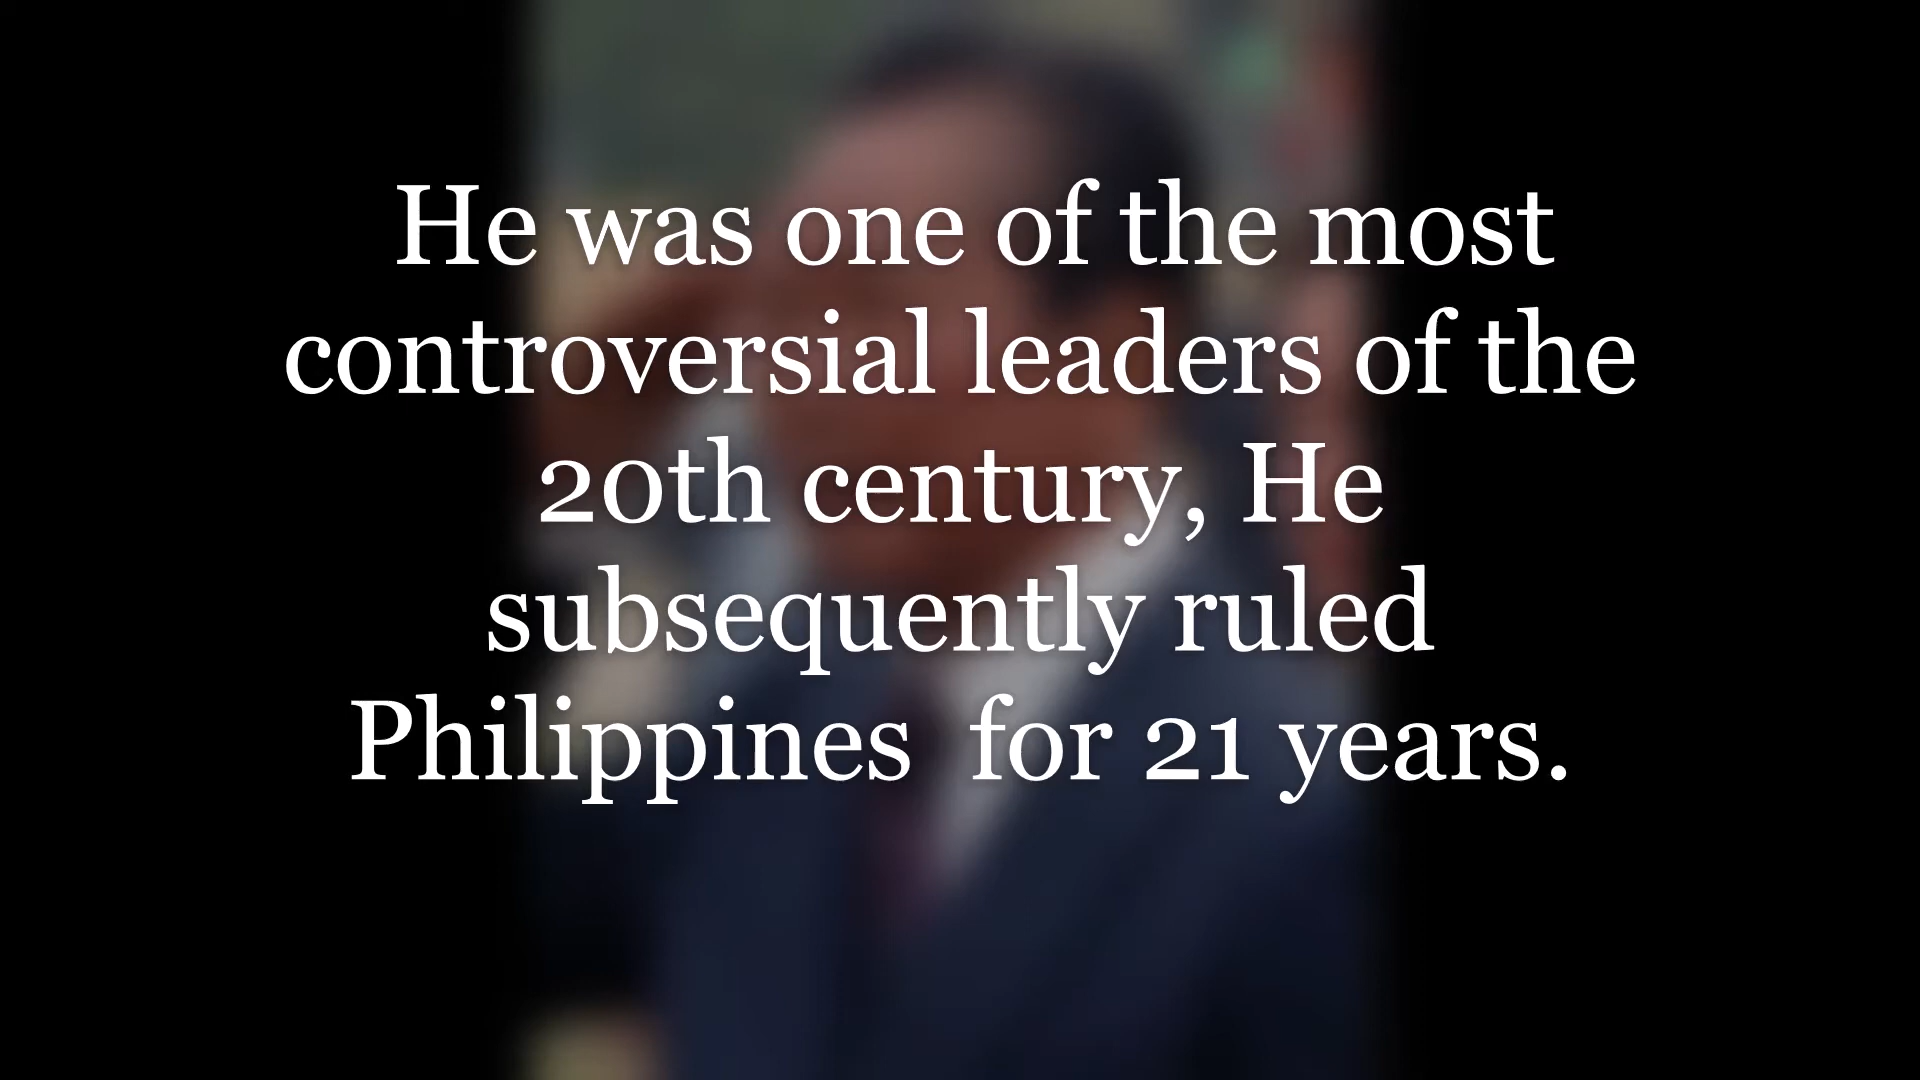 He was one of the most
controversial leaders of the
20th century, He
subsequently ruled
Philippines  for 21 years.